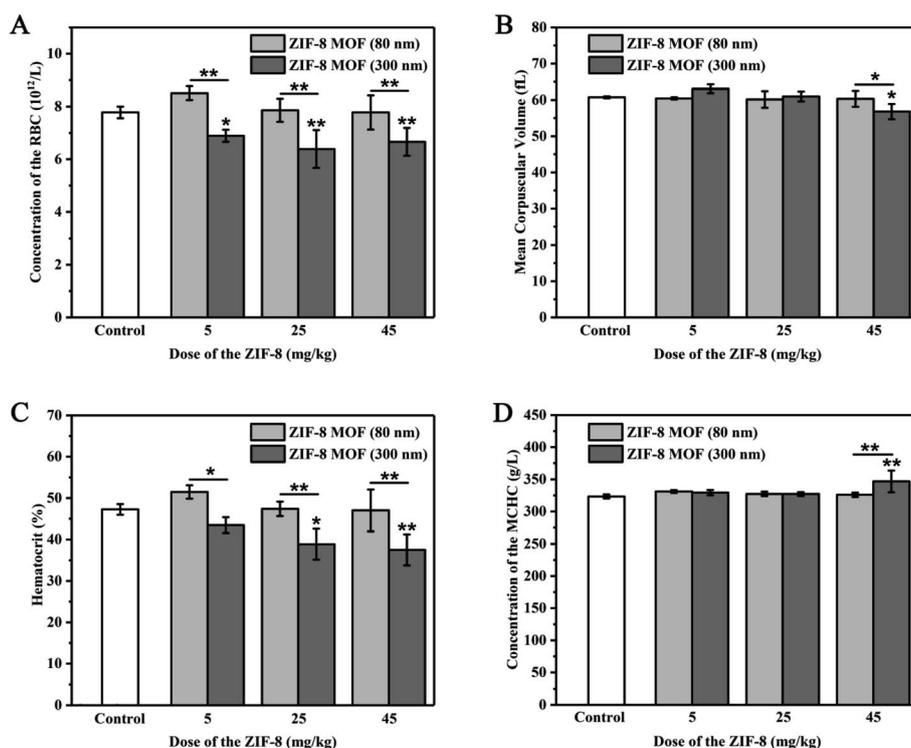 A
Concentration of the RBC (10¹²/L)
10
8
6
4
2
0
ZIF-8 MOF (80 nm)
ZIF-8 MOF (300 nm)
**
**
**
*
**
**
Control
5
25
45
Dose of the ZIF-8 (mg/kg)
B
Mean Corpuscular Volume (fL)
80
70
60
50
40
30
20
10
0
ZIF-8 MOF (80 nm)
ZIF-8 MOF (300 nm)
*
*
Control
5
25
45
Dose of the ZIF-8 (mg/kg)
C
Hematocrit (%)
70
60
50
40
30
20
10
0
ZIF-8 MOF (80 nm)
ZIF-8 MOF (300 nm)
*
**
**
*
**
Control
5
25
45
Dose of the ZIF-8 (mg/kg)
D
Concentration of the MCHC (g/L)
450
400
350
300
250
200
150
100
50
0
ZIF-8 MOF (80 nm)
ZIF-8 MOF (300 nm)
**
**
Control
5
25
45
Dose of the ZIF-8 (mg/kg)